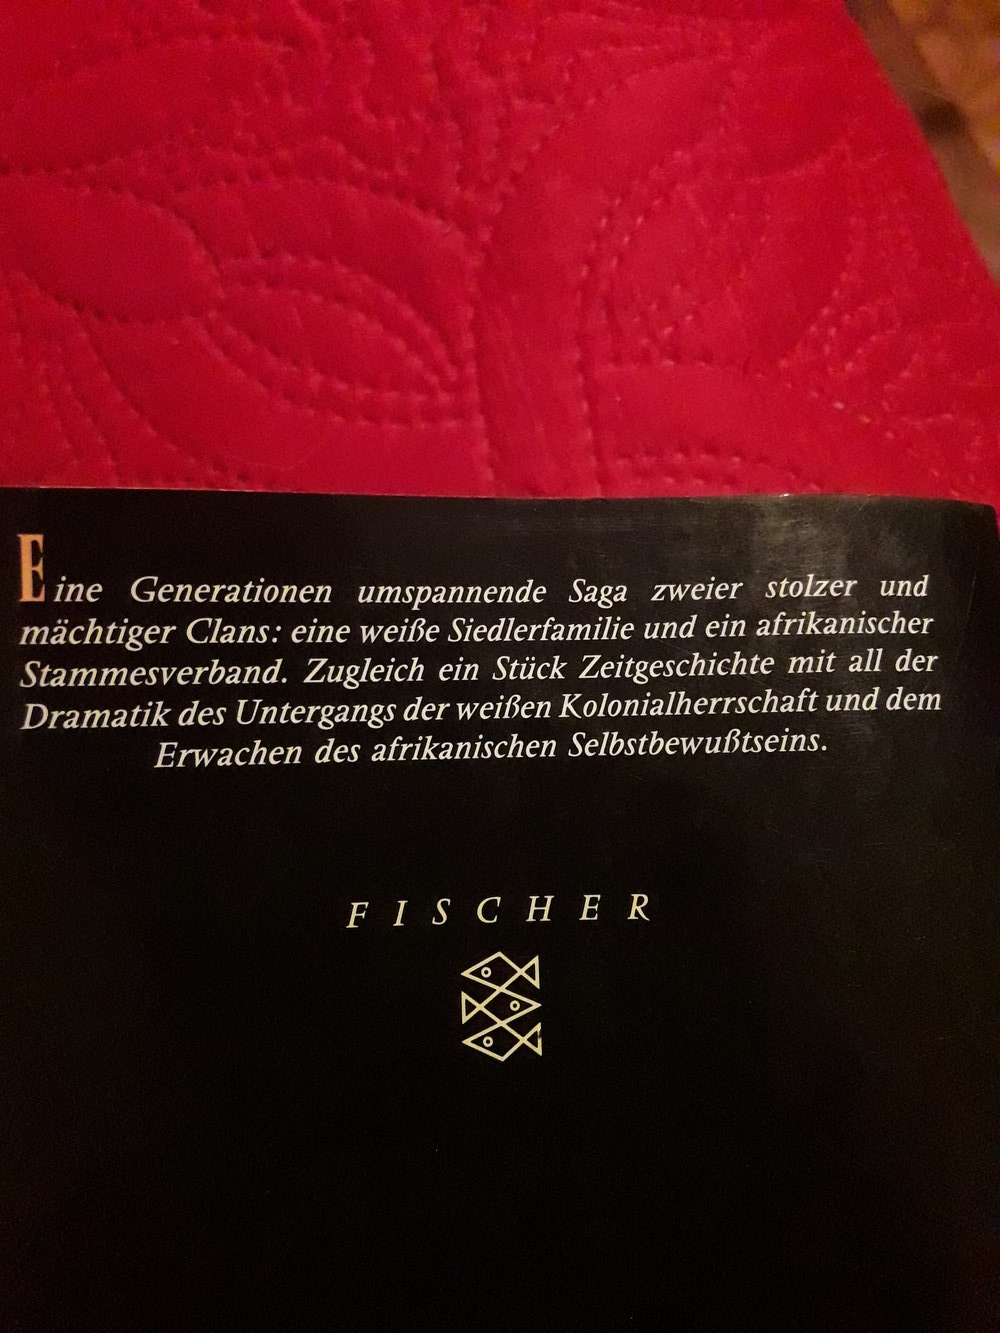 Eine Generationen umspannende Saga zweier stolzer und
mächtiger Clans: eine weiße Siedlerfamilie und ein afrikanischer
Stammesverband. Zugleich ein Stück Zeitgeschichte mit all der
Dramatik des Untergangs der weißen Kolonialherrschaft und dem
Erwachen des afrikanischen Selbstbewußtseins.
FISCHER